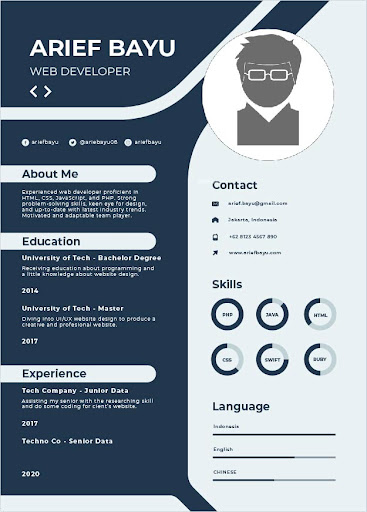 ARIEF BAYU
WEB DEVELOPER
ariefbayu
@ariebayu08
ariefbayu
About Me
Experienced web developer proficient in
HTML, CSS, JavaScript, and PHP. Strong
problem-solving skills, keen eye for design,
and up-to-date with latest industry trends.
Motivated and adaptable team player.
Education
University of Tech - Bachelor Degree
Receiving education about programming and
a little knowledge about website design.
2014
University of Tech - Master
Diving into UI/UX website design to produce a
creative and profesional website.
2017
Experience
Tech Company - Junior Data
Assisting my senior with the researching skill
and do some coding for cient's website.
2017
Techno Co - Senior Data
2020
Contact
arief.bayu@gmail.com
Jakarta, Indonesia
+62 8123 4567 890
www.ariefbayu.com
Skills
PHP
JAVA
HTML
CSS
SWIFT
RUBY
Language
Indonesia
English
CHINESE